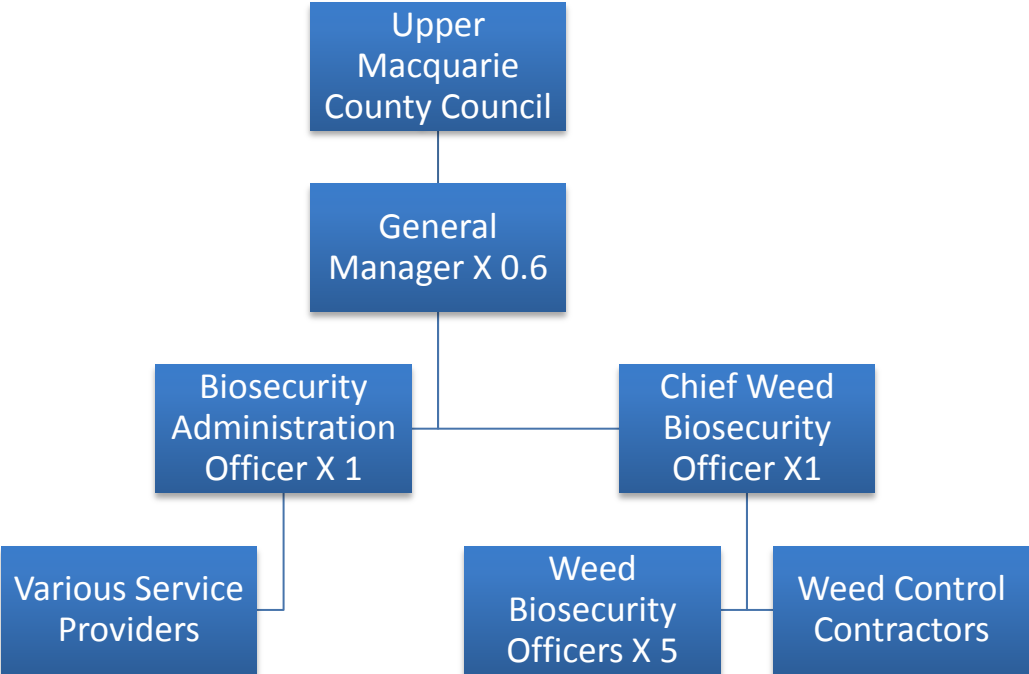 Upper
Macquarie
County Council
General
Manager X 0.6
Biosecurity
Administration
Officer X 1
Chief Weed
Biosecurity
Officer X1
Various Service
Providers
Weed
Biosecurity
Officers X 5
Weed Control
Contractors